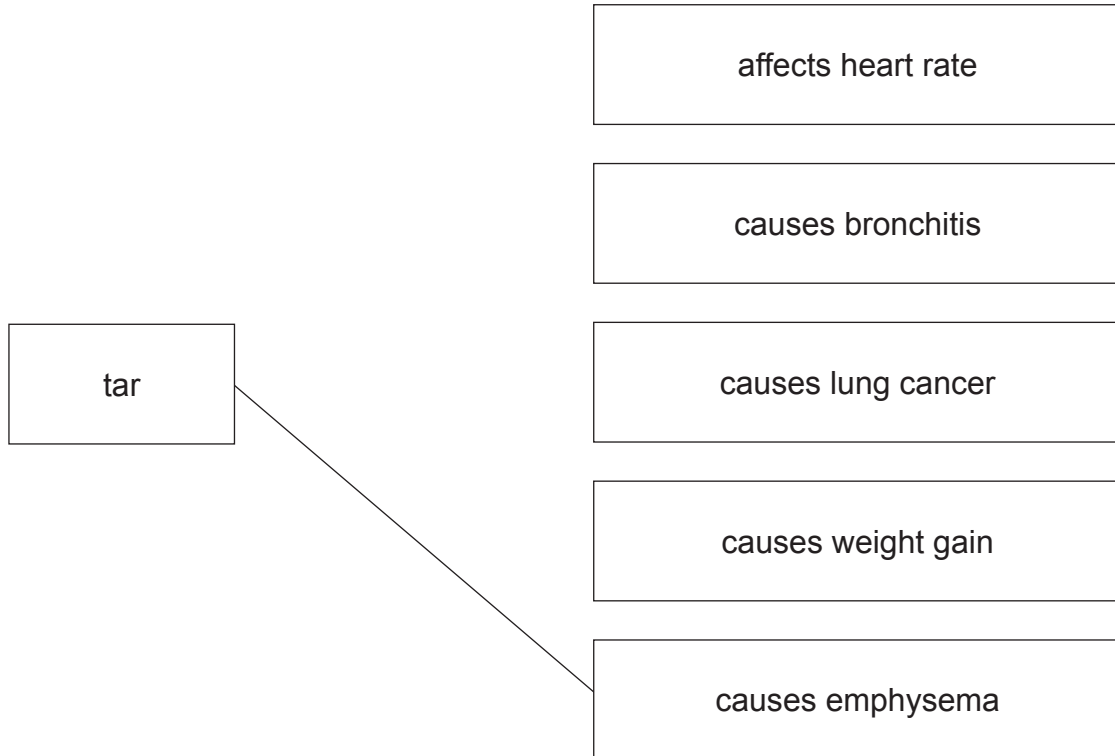 affects heart rate
causes bronchitis
tar
causes lung cancer
causes weight gain
causes emphysema